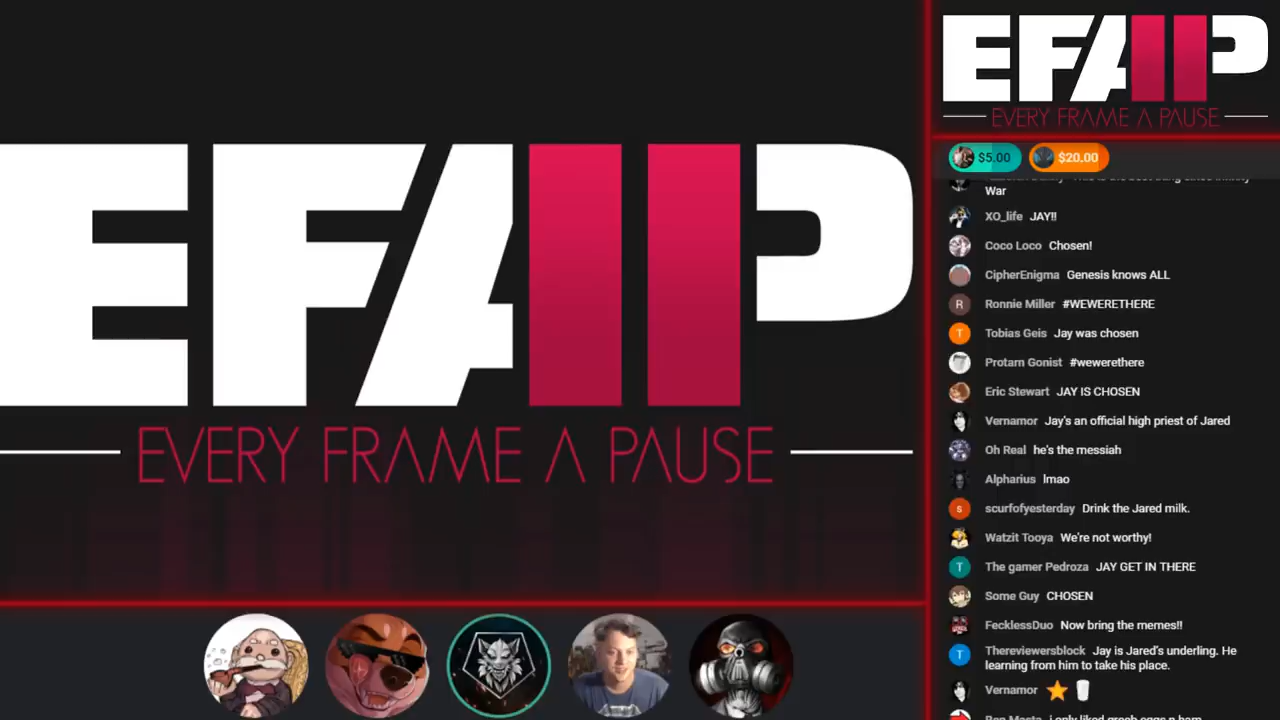 EFAP
EVERY FRAME A PAUSE
EFAP
EVERY FRAME A PAUSE
$5.00 $20.00
War
XO_life JAY!!
Coco Loco Chosen!
CipherEnigma Genesis knows ALL
R Ronnie Miller #WEWERETHERE
T Tobias Geis Jay was chosen
Protam Gonist #wewerethere
Eric Stewart JAY IS CHOSEN
Vernamor Jay's an official high priest of Jared
Oh Real he's the messiah
Alpharius lmao
s scurfofyesterday Drink the Jared milk.
Watzit Tooya We're not worthy!
T The gamer Pedroza JAY GET IN THERE
Some Guy CHOSEN
FecklessDuo Now bring the memes!!
T Thereviewersblock Jay is Jared's underling. He
learning from him to take his place.
Vernamor